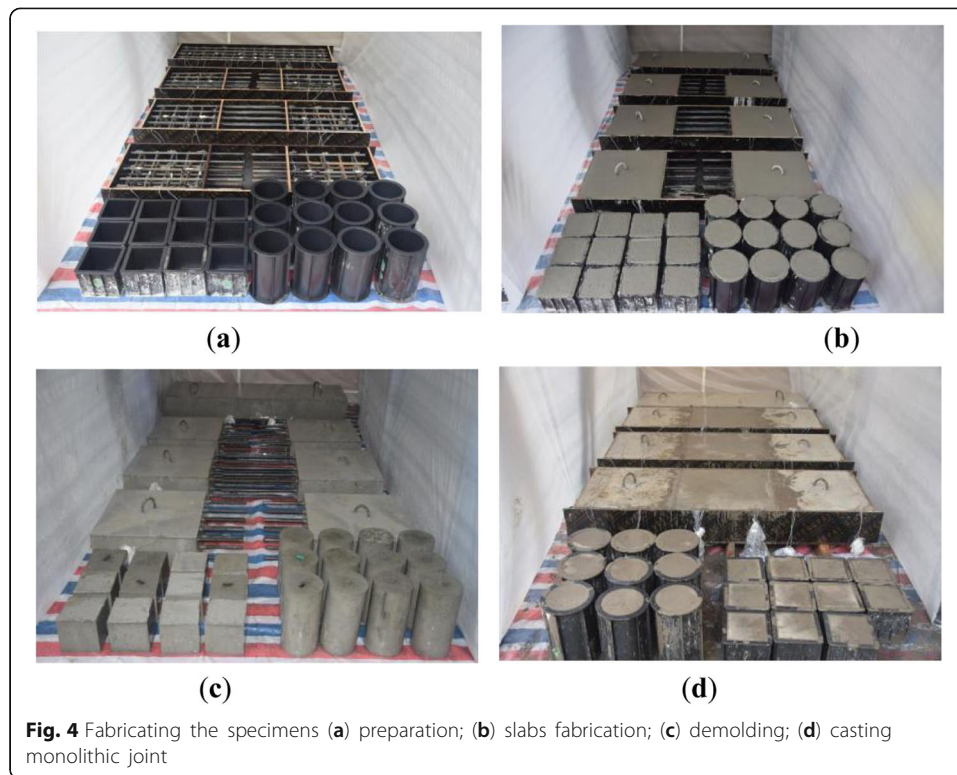 (a)
(b)
(c)
(d)
Fig. 4 Fabricating the specimens (a) preparation; (b) slabs fabrication; (c) demolding; (d) casting
monolithic joint